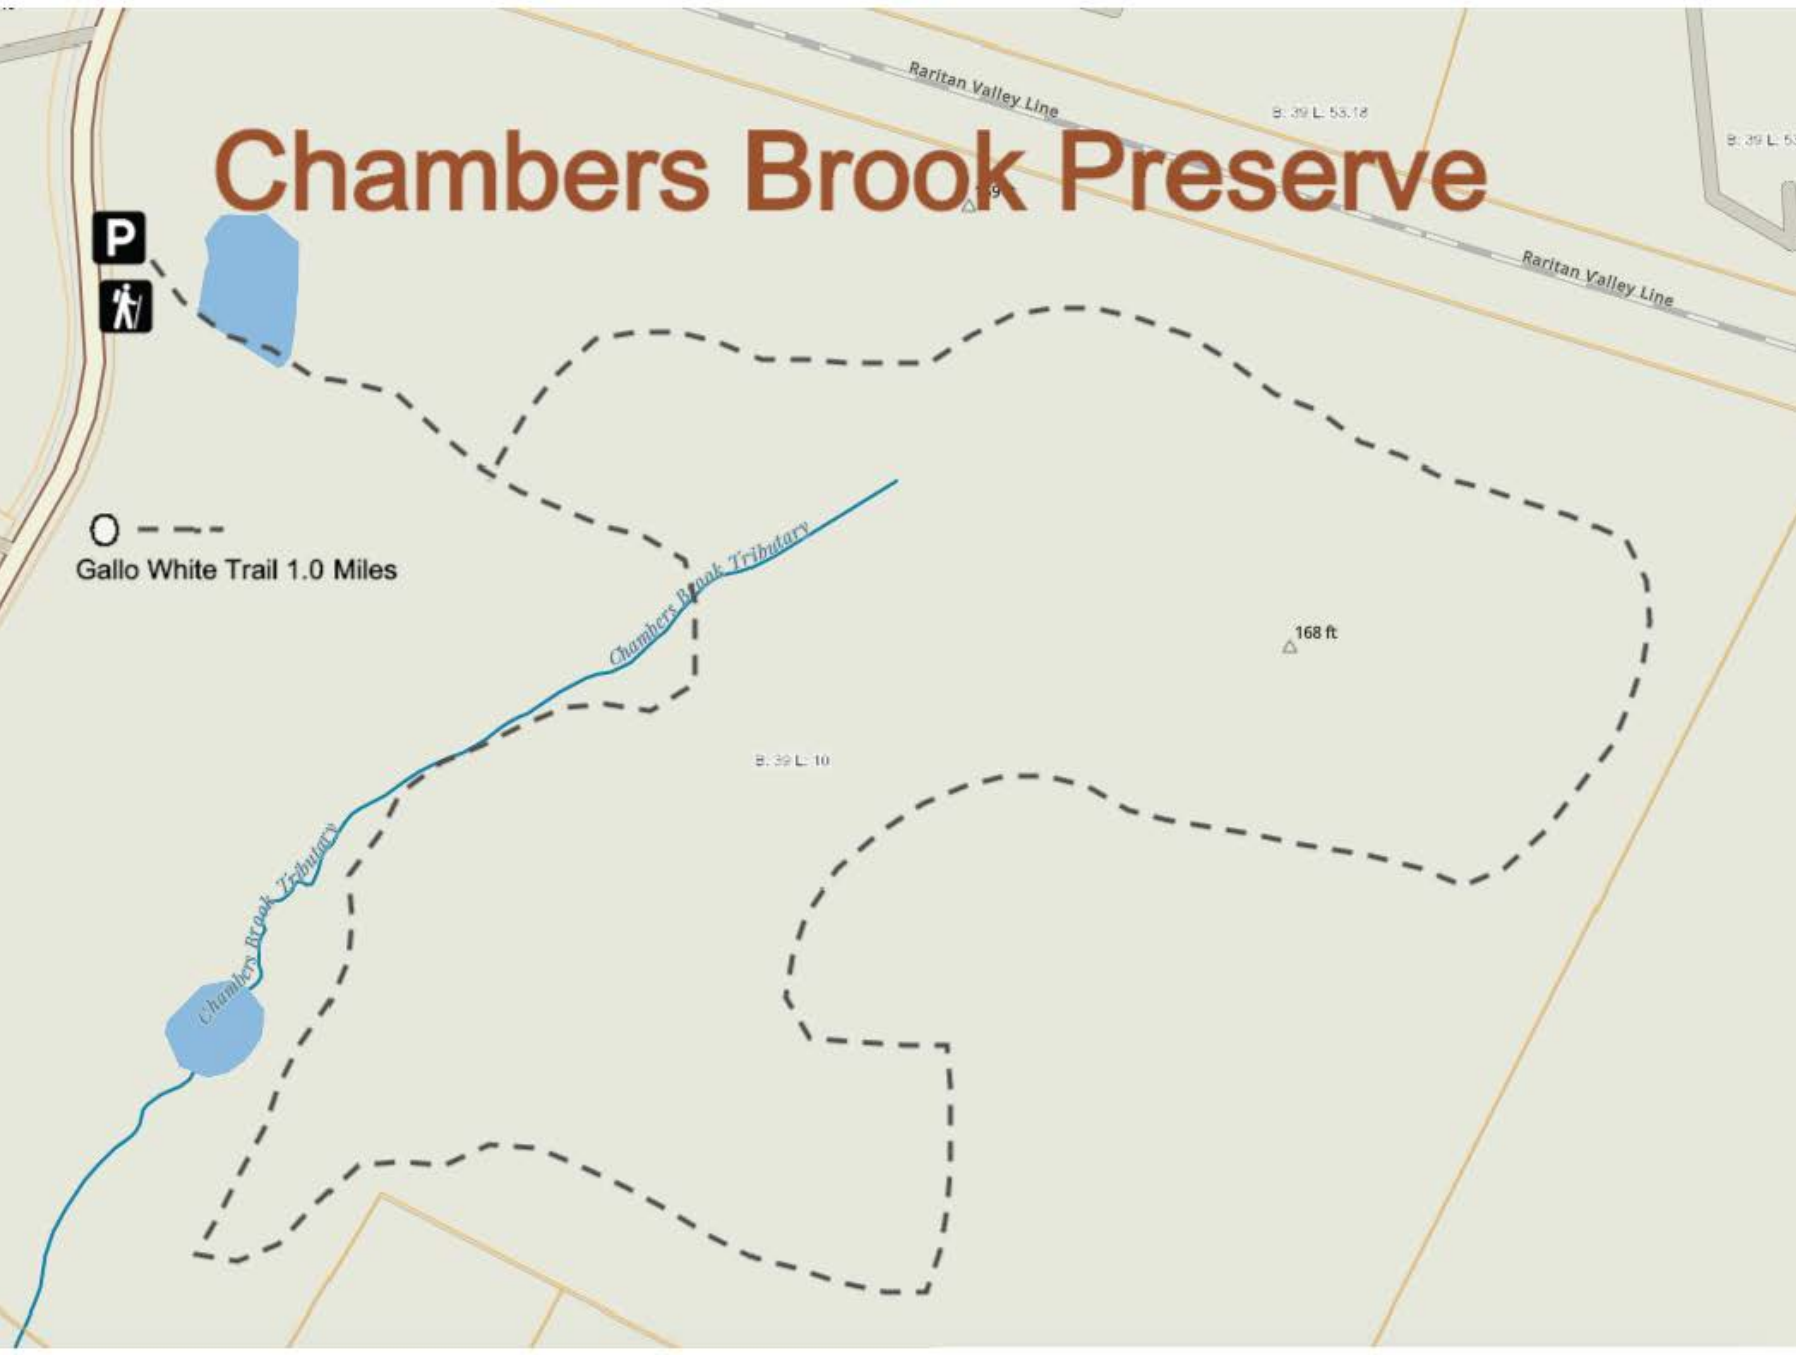 Raritan Valley Line
B: 39 L: 53.18
Chambers Brook Preserve
P
Raritan Valley Line
Gallo White Trail 1.0 Miles
Chambers Brook Tributary
168 ft
B: 39 L: 10
Chambers Brook Tributary